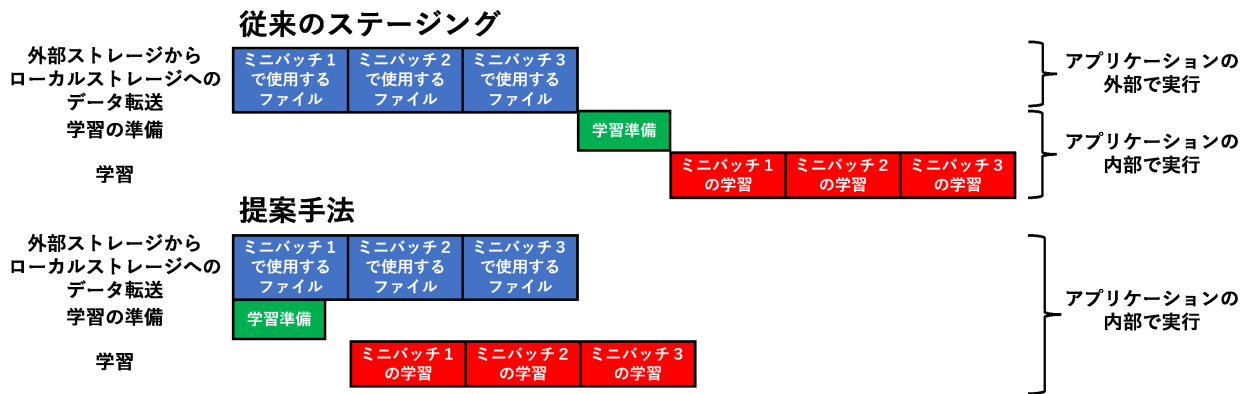 従来のステージング
外部ストレージから
ローカルストレージへの
データ転送
ミニバッチ１
で使用する
ファイル
ミニバッチ２
で使用する
ファイル
ミニバッチ３
で使用する
ファイル
アプリケーションの
外部で実行
学習の準備
学習準備
アプリケーションの
内部で実行
学習
ミニバッチ１
の学習
ミニバッチ２
の学習
ミニバッチ３
の学習
提案手法
外部ストレージから
ローカルストレージへの
データ転送
ミニバッチ１
で使用する
ファイル
ミニバッチ２
で使用する
ファイル
ミニバッチ３
で使用する
ファイル
学習の準備
学習準備
アプリケーションの
内部で実行
学習
ミニバッチ１
の学習
ミニバッチ２
の学習
ミニバッチ３
の学習